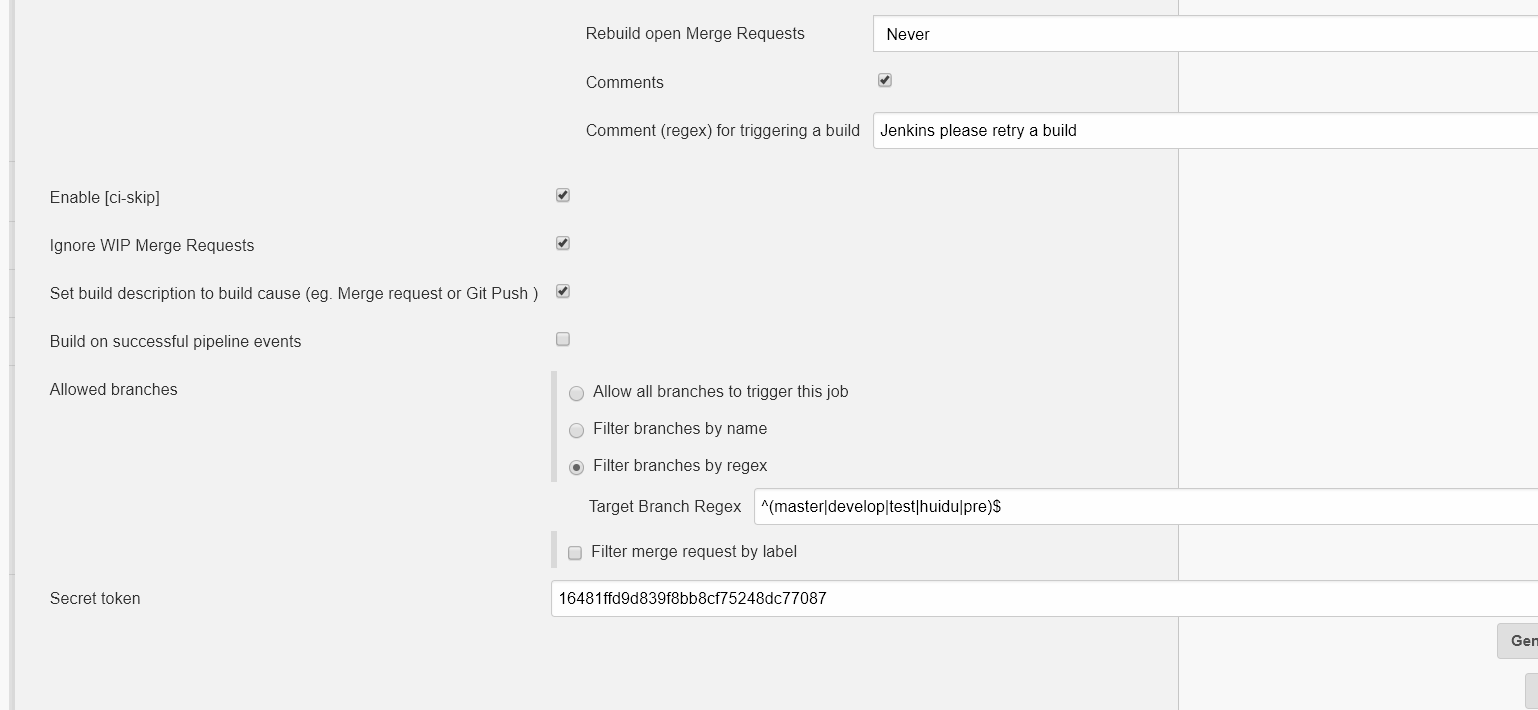 Rebuild open Merge Requests Never
Comments
Comment (regex) for triggering a build Jenkins please retry a build
Enable [ci-skip]
Ignore WIP Merge Requests
Set build description to build cause (eg. Merge request or Git Push )
Build on successful pipeline events
Allowed branches
Allow all branches to trigger this job
Filter branches by name
Filter branches by regex
Target Branch Regex ^(master|develop|test|huidu|pre)$
Filter merge request by label
Secret token 16481ffd9d839f8bb8cf75248dc77087
Gen